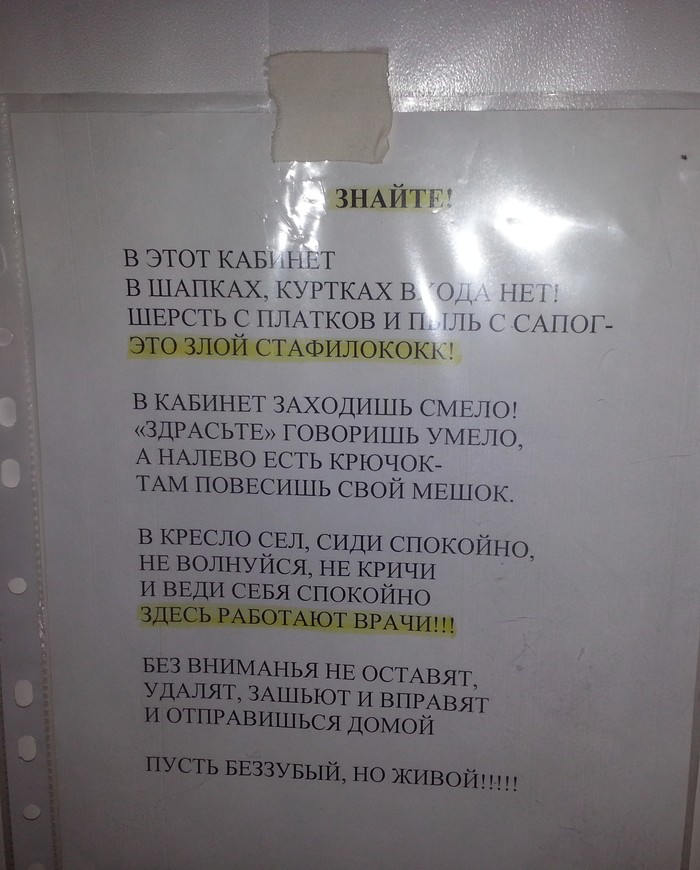 ЗНАЙТЕ!
В ЭТОТ КАБИНЕТ
В ШАПКАХ, КУРТКАХ ВХОДА НЕТ!
ШЕРСТЬ С ПЛАТКОВ И ПЫЛЬ С САПОГ-
ЭТО ЗЛОЙ СТАФИЛОКОКК!
В КАБИНЕТ ЗАХОДИШЬ СМЕЛО!
«ЗДРАСЬТЕ» ГОВОРИШЬ УМЕЛО,
А НАЛЕВО ЕСТЬ КРЮЧОК-
ТАМ ПОВЕСИШЬ СВОЙ МЕШОК.
В КРЕСЛО СЕЛ, СИДИ СПОКОЙНО,
НЕ ВОЛНУЙСЯ, НЕ КРИЧИ
И ВЕДИ СЕБЯ СПОКОЙНО
ЗДЕСЬ РАБОТАЮТ ВРАЧИ!!!
БЕЗ ВНИМАНЬЯ НЕ ОСТАВЯТ,
УДАЛЯТ, ЗАШЬЮТ И ВПРАВЯТ
И ОТПРАВИШЬСЯ ДОМОЙ
ПУСТЬ БЕЗЗУБЫЙ, НО ЖИВОЙ!!!!!